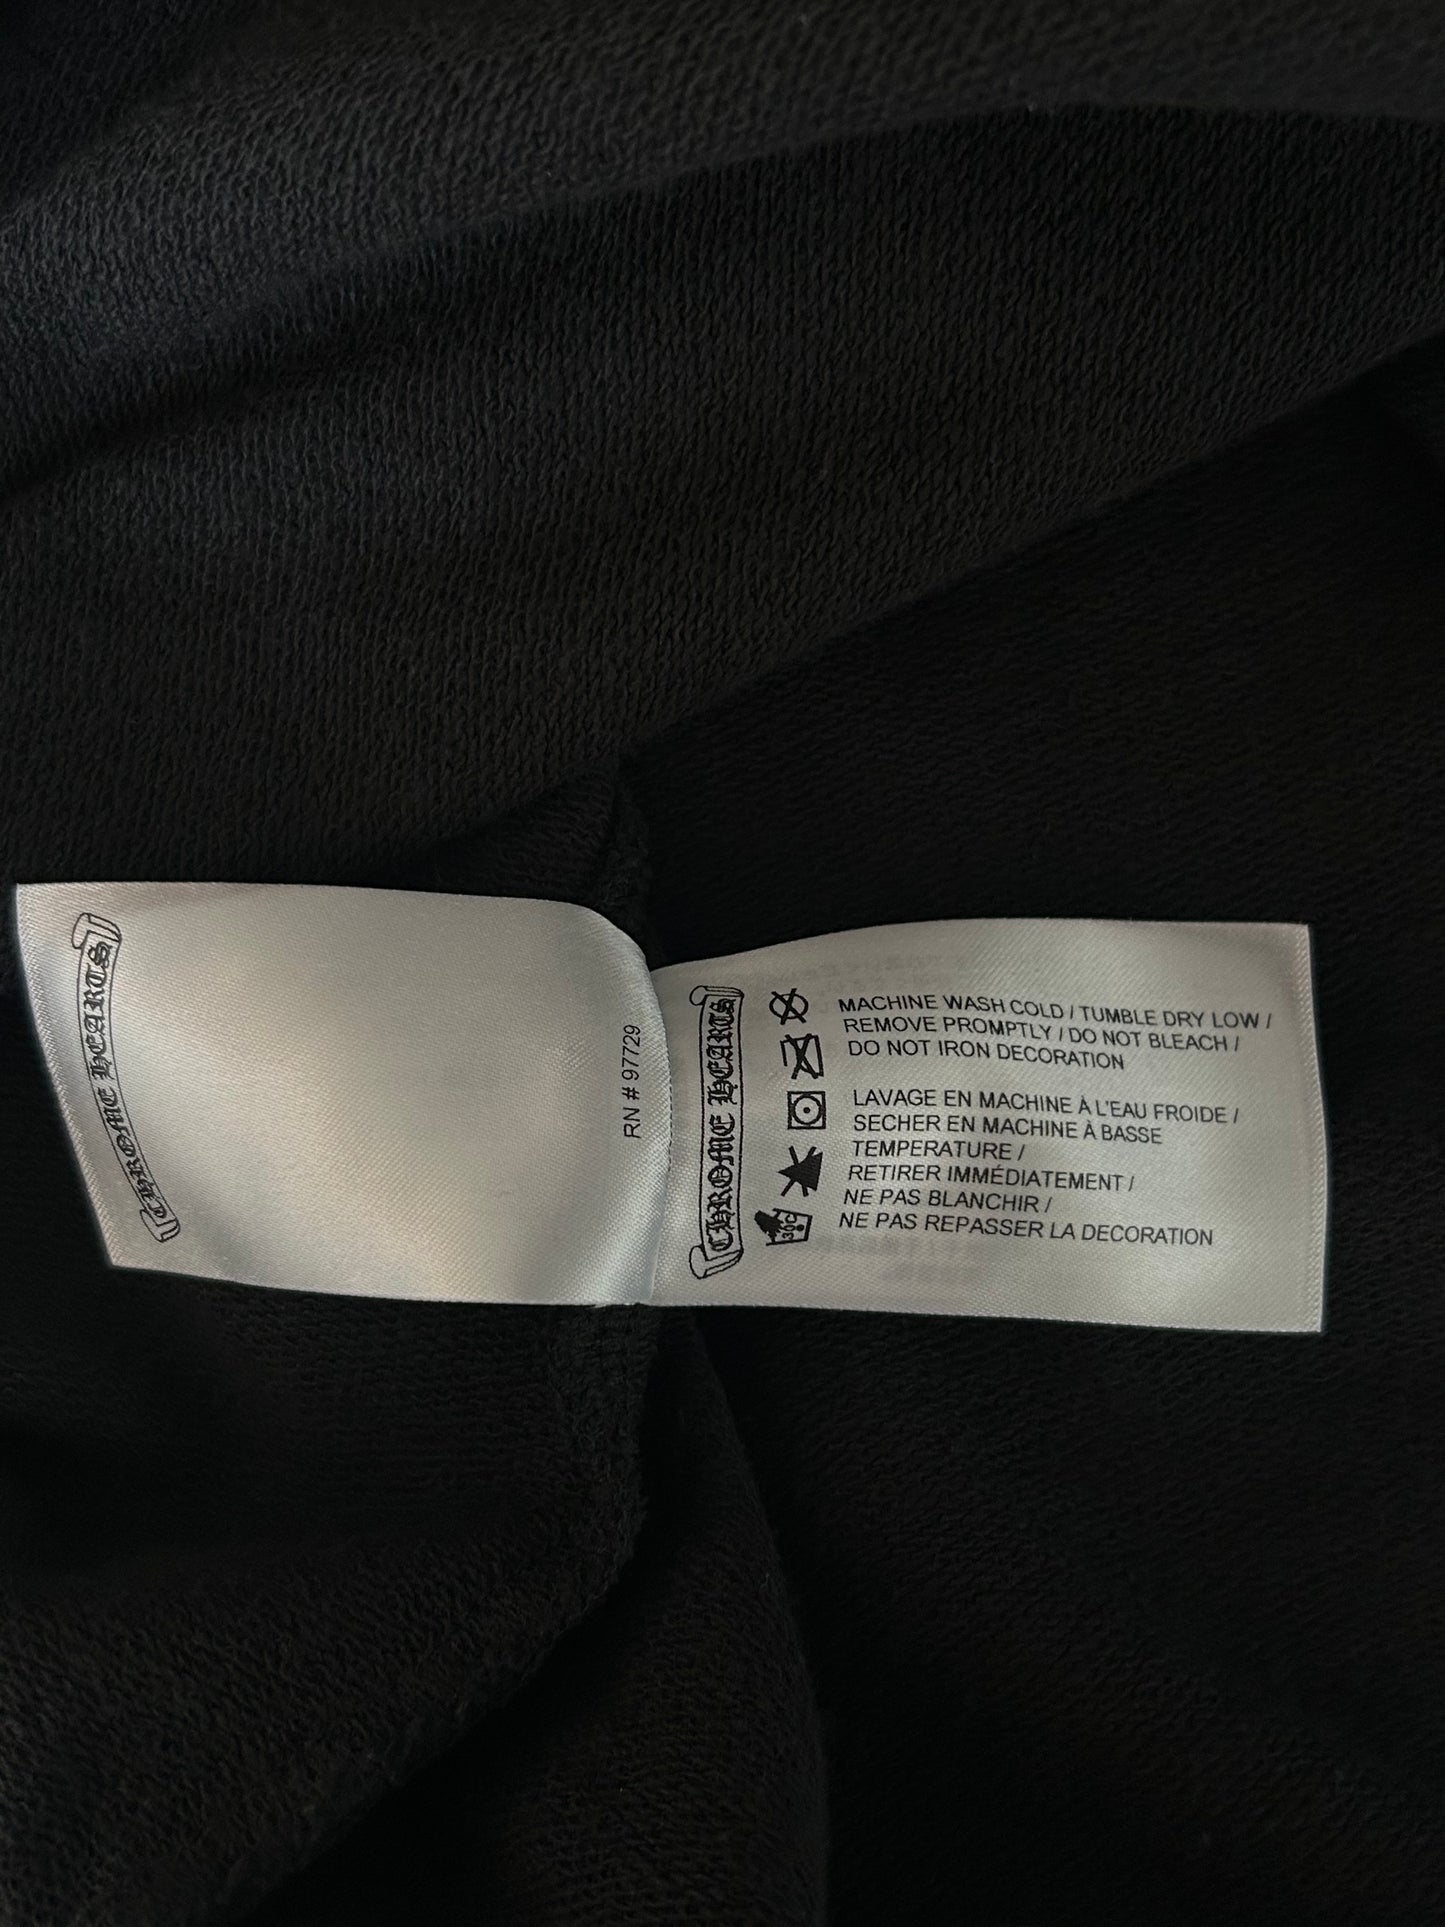 CHROME HEARTS
RN # 97729
CHROME HEARTS
MACHINE WASH COLD / TUMBLE DRY LOW /
REMOVE PROMPTLY / DO NOT BLEACH /
DO NOT IRON DECORATION
LAVAGE EN MACHINE À L'EAU FROIDE /
SECHER EN MACHINE À BASSE
TEMPERATURE /
RETIRER IMMÉDIATEMENT /
NE PAS BLANCHIR /
NE PAS REPASSER LA DECORATION
30C